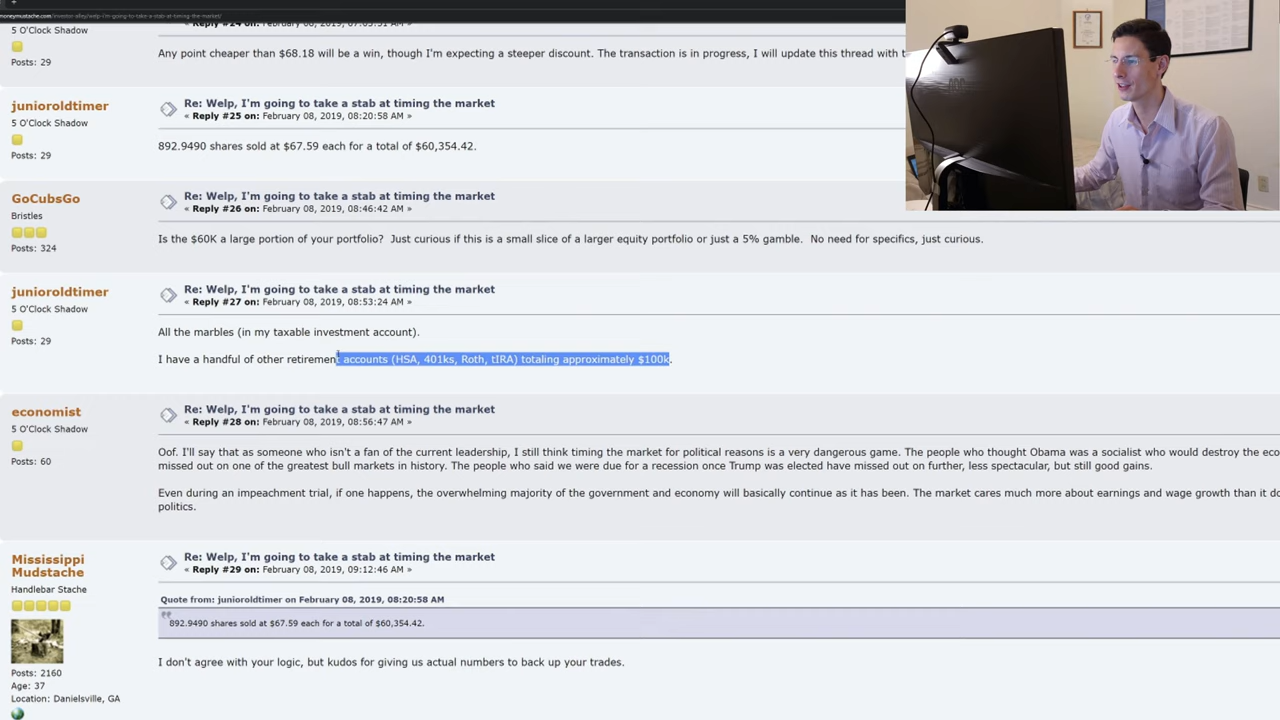 moneymustache.com/investor-alley/welp-i'm-going-to-take-a-stab-at-timing-the-market/
5 O'Clock Shadow
Posts: 29
Any point cheaper than $68.18 will be a win, though I'm expecting a steeper discount. The transaction is in progress, I will update this thread with
junioroldtimer
5 O'Clock Shadow
Posts: 29
Re: Welp, I'm going to take a stab at timing the market
« Reply #25 on: February 08, 2019, 08:20:58 AM »
892.9490 shares sold at $67.59 each for a total of $60,354.42.
GoCubsGo
Bristles
Posts: 324
Re: Welp, I'm going to take a stab at timing the market
« Reply #26 on: February 08, 2019, 08:46:42 AM »
Is the $60K a large portion of your portfolio? Just curious if this is a small slice of a larger equity portfolio or just a 5% gamble. No need for specifics, just curious.
junioroldtimer
5 O'Clock Shadow
Posts: 29
Re: Welp, I'm going to take a stab at timing the market
« Reply #27 on: February 08, 2019, 08:53:24 AM »
All the marbles (in my taxable investment account).
I have a handful of other retirement accounts (HSA, 401ks, Roth, tIRA) totaling approximately $100k.
economist
5 O'Clock Shadow
Posts: 60
Re: Welp, I'm going to take a stab at timing the market
« Reply #28 on: February 08, 2019, 08:56:47 AM »
Oof. I'll say that as someone who isn't a fan of the current leadership, I still think timing the market for political reasons is a very dangerous game. The people who thought Obama was a socialist who would destroy the eco
missed out on one of the greatest bull markets in history. The people who said we were due for a recession once Trump was elected have missed out on further, less spectacular, but still good gains.
Even during an impeachment trial, if one happens, the overwhelming majority of the government and economy will basically continue as it has been. The market cares much more about earnings and wage growth than it do
politics.
Mississippi
Mudstache
Handlebar Stache
Posts: 2160
Age: 37
Location: Danielsville, GA
Re: Welp, I'm going to take a stab at timing the market
« Reply #29 on: February 08, 2019, 09:12:46 AM »
Quote from: junioroldtimer on February 08, 2019, 08:20:58 AM
892.9490 shares sold at $67.59 each for a total of $60,354.42.
I don't agree with your logic, but kudos for giving us actual numbers to back up your trades.